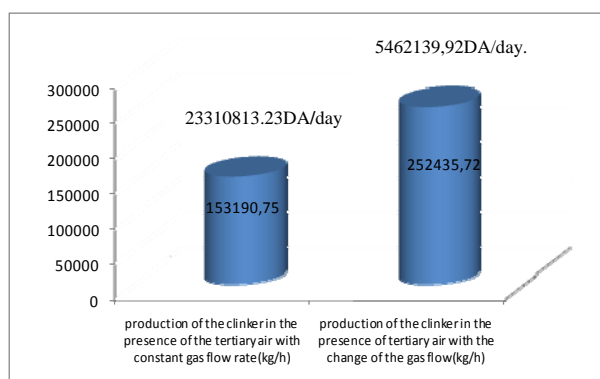 5462139,92DA/day.
23310813.23DA/day
300000
250000
200000
150000
100000
50000
0
153190,75
252435,72
production of the clinker in the
presence of the tertiary air with
constant gas flow rate(kg/h)
production of the clinker in the
presence of tertiary air with the
change of the gas flow(kg/h)